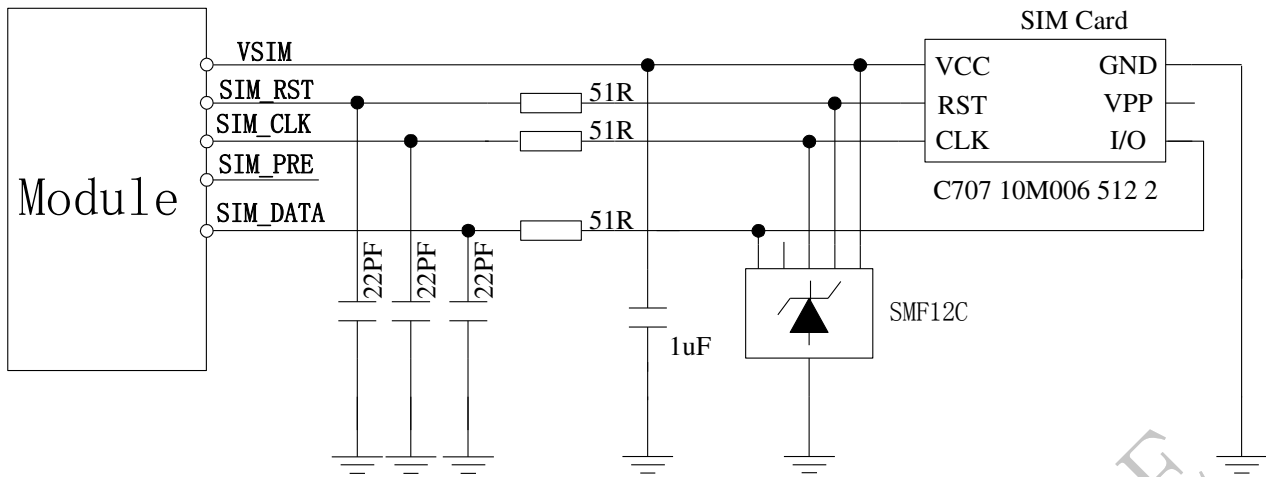 SIM Card
VSIM
VCC GND
SIM_RST
51R
RST VPP
SIM_CLK
51R
CLK I/O
SIM_PRE
Module
C707 10M006 512 2
SIM_DATA
51R
22PF
22PF
22PF
SMF12C
1uF